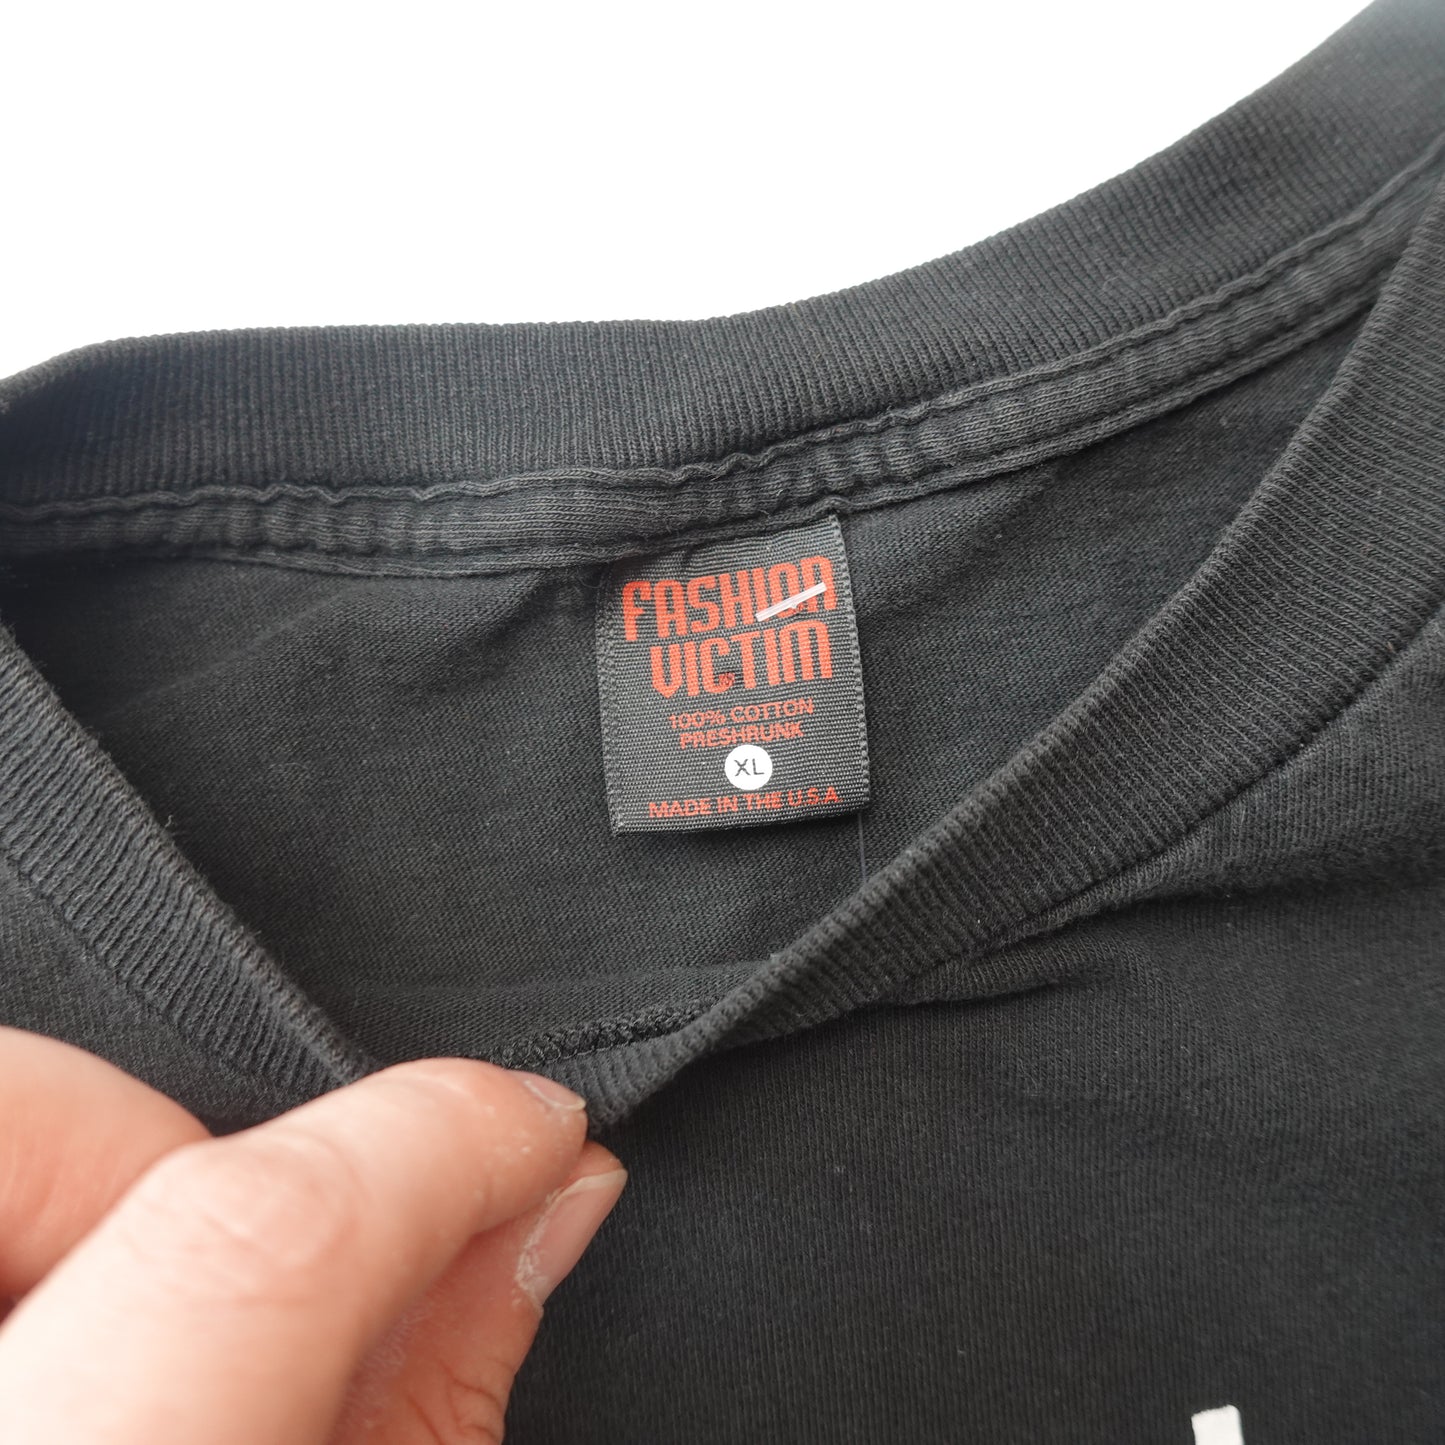 FASHION
VICTIM
100% COTTON
PRESHRUNK
XL
MADE IN THE U.S.A.